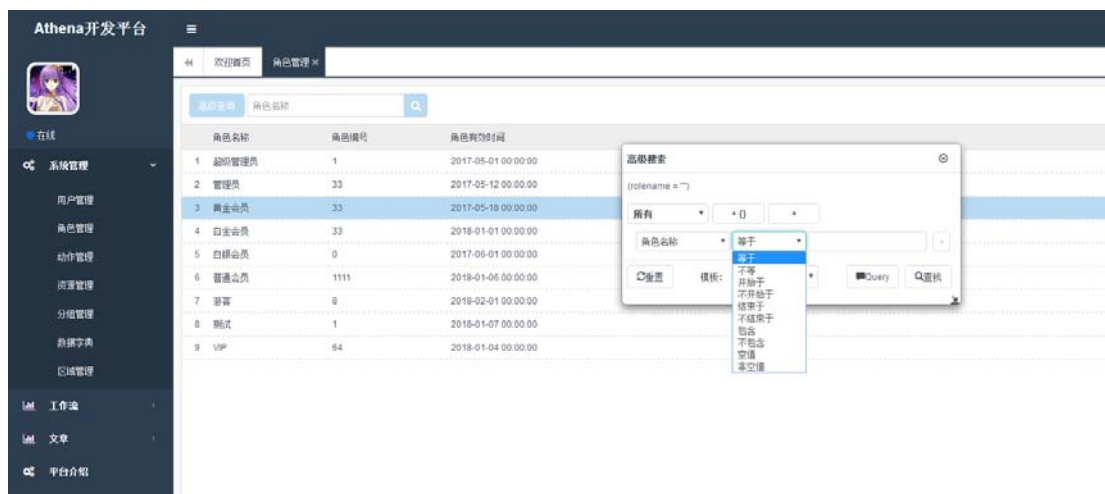 Athena开发平台
欢迎首页
角色管理 ×
高级查询
角色名称
在线
角色名称 角色编号 角色有效时间
系统管理
用户管理
角色管理
动作管理
资源管理
分组管理
数据字典
区域管理
工作流
文章
平台介绍
1 超级管理员 1 2017-05-01 00:00:00
2 管理员 33 2017-05-12 00:00:00
3 黄金会员 33 2017-05-18 00:00:00
4 白金会员 33 2018-01-01 00:00:00
5 白银会员 0 2017-06-01 00:00:00
6 普通会员 1111 2018-01-06 00:00:00
7 游客 8 2018-02-01 00:00:00
8 测试 1 2018-01-07 00:00:00
9 VIP 64 2018-01-04 00:00:00
高级搜索
(rolename = "")
所有 + {} +
角色名称 等于 -
等于
不等
开始于
不开始于
结束于
不结束于
包含
不包含
空值
非空值
重置 模板: Query 查找